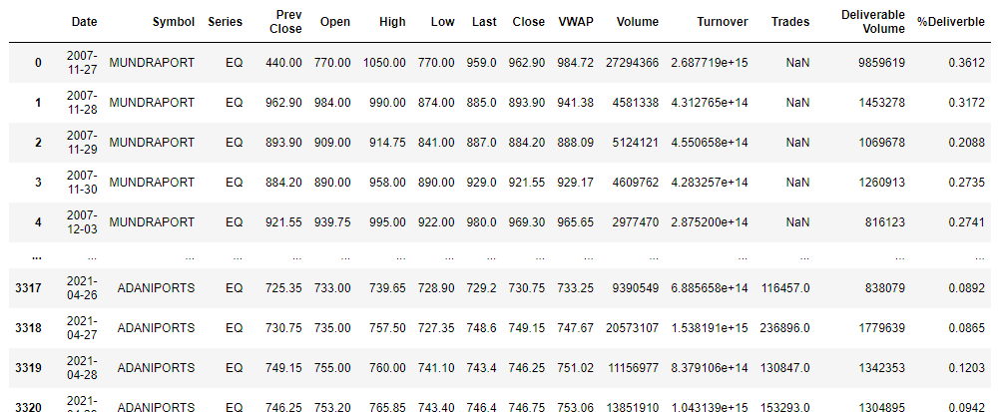 Date Symbol Series Prev Close Open High Low Last Close VWAP Volume Turnover Trades Deliverable Volume %Deliverble
0 2007-11-27 MUNDRAPORT EQ 440.00 770.00 1050.00 770.00 959.0 962.90 984.72 27294366 2.687719e+15 NaN 9859619 0.3612
1 2007-11-28 MUNDRAPORT EQ 962.90 984.00 990.00 874.00 885.0 893.90 941.38 4581338 4.312765e+14 NaN 1453278 0.3172
2 2007-11-29 MUNDRAPORT EQ 893.90 909.00 914.75 841.00 887.0 884.20 888.09 5124121 4.550658e+14 NaN 1069678 0.2088
3 2007-11-30 MUNDRAPORT EQ 884.20 890.00 958.00 890.00 929.0 921.55 929.17 4609762 4.283257e+14 NaN 1260913 0.2735
4 2007-12-03 MUNDRAPORT EQ 921.55 939.75 995.00 922.00 980.0 969.30 965.65 2977470 2.875200e+14 NaN 816123 0.2741
... ... ... ... ... ... ... ... ... ... ... ... ... ... ... ...
3317 2021-04-26 ADANIPORTS EQ 725.35 733.00 739.65 728.90 729.2 730.75 733.25 9390549 6.885658e+14 116457.0 838079 0.0892
3318 2021-04-27 ADANIPORTS EQ 730.75 735.00 757.50 727.35 748.6 749.15 747.67 20573107 1.538191e+15 236896.0 1779639 0.0865
3319 2021-04-28 ADANIPORTS EQ 749.15 755.00 760.00 741.10 743.4 746.25 751.02 11156977 8.379106e+14 130847.0 1342353 0.1203
3320 2021- ADANIPORTS EQ 746.25 753.20 765.85 743.40 746.4 746.75 753.06 13851910 1.043139e+15 153293.0 1304895 0.0942